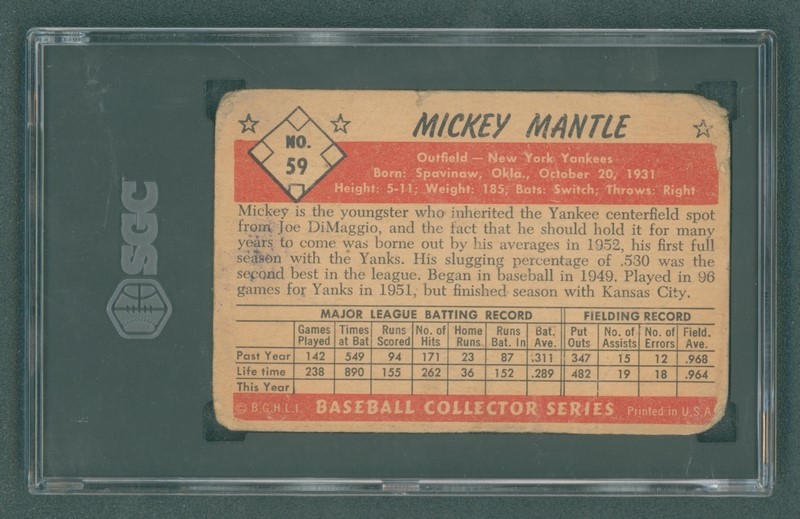 SGC
NO.
59
MICKEY MANTLE
Outfield — New York Yankees
Born: Spavinaw, Okla., October 20, 1931
Height: 5-11; Weight: 185; Bats: Switch; Throws: Right
Mickey is the youngster who inherited the Yankee centerfield spot
from Joe DiMaggio, and the fact that he should hold it for many
years to come was borne out by his averages in 1952, his first full
season with the Yanks. His slugging percentage of .530 was the
second best in the league. Began in baseball in 1949. Played in 96
games for Yanks in 1951, but finished season with Kansas City.
MAJOR LEAGUE BATTING RECORD FIELDING RECORD
Games Times Runs No. of Home Runs Bat. Put No. of No. of Field.
Played at Bat Scored Hits Runs Bat. In Ave. Outs Assists Errors Ave.
Past Year 142 549 94 171 23 87 .311 347 15 12 .968
Life time 238 890 155 262 36 152 .289 482 19 18 .964
This Year
© B.G.H.L.I. BASEBALL COLLECTOR SERIES Printed in U.S.A.